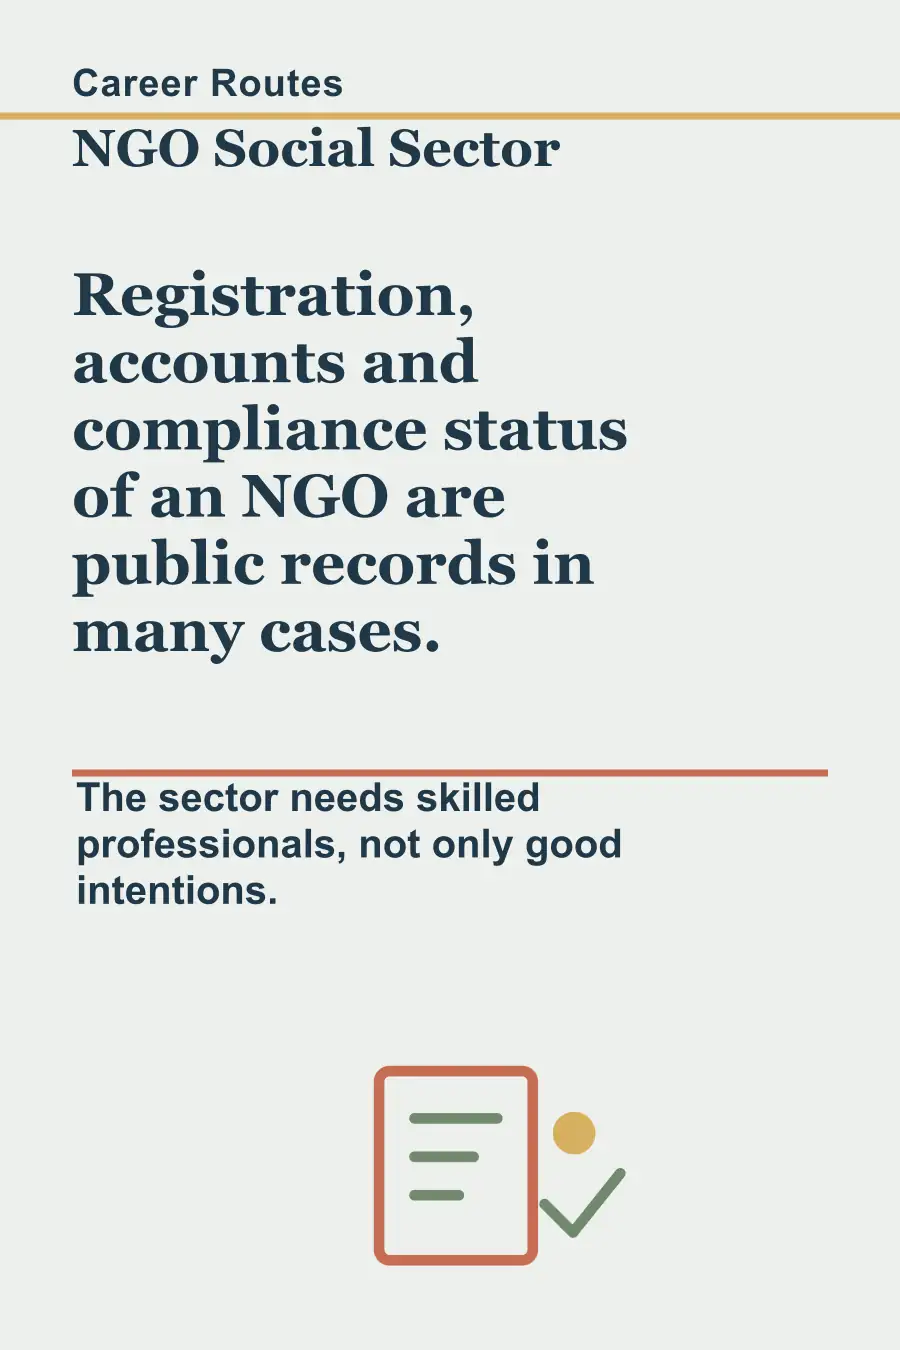 Career Routes
NGO Social Sector
Registration,
accounts and
compliance status
of an NGO are
public records in
many cases.
The sector needs skilled
professionals, not only good
intentions.